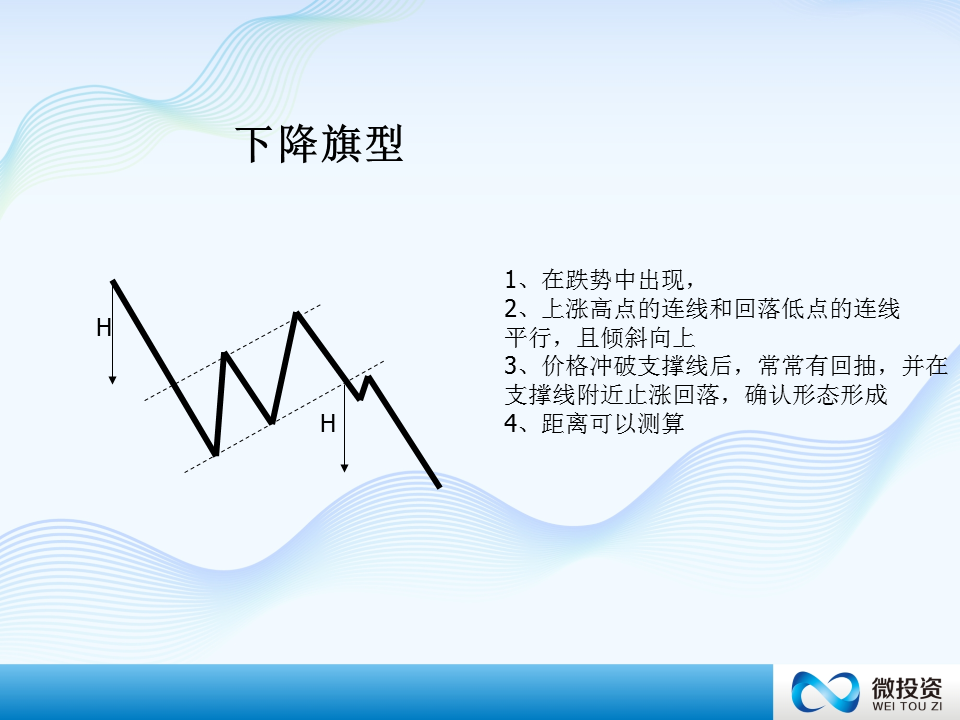 下降旗型
H
H
1、在跌势中出现，
2、上涨高点的连线和回落低点的连线
平行，且倾斜向上
3、价格冲破支撑线后，常常有回抽，并在
支撑线附近止涨回落，确认形态形成
4、距离可以测算
微投资
WEI TOU ZI